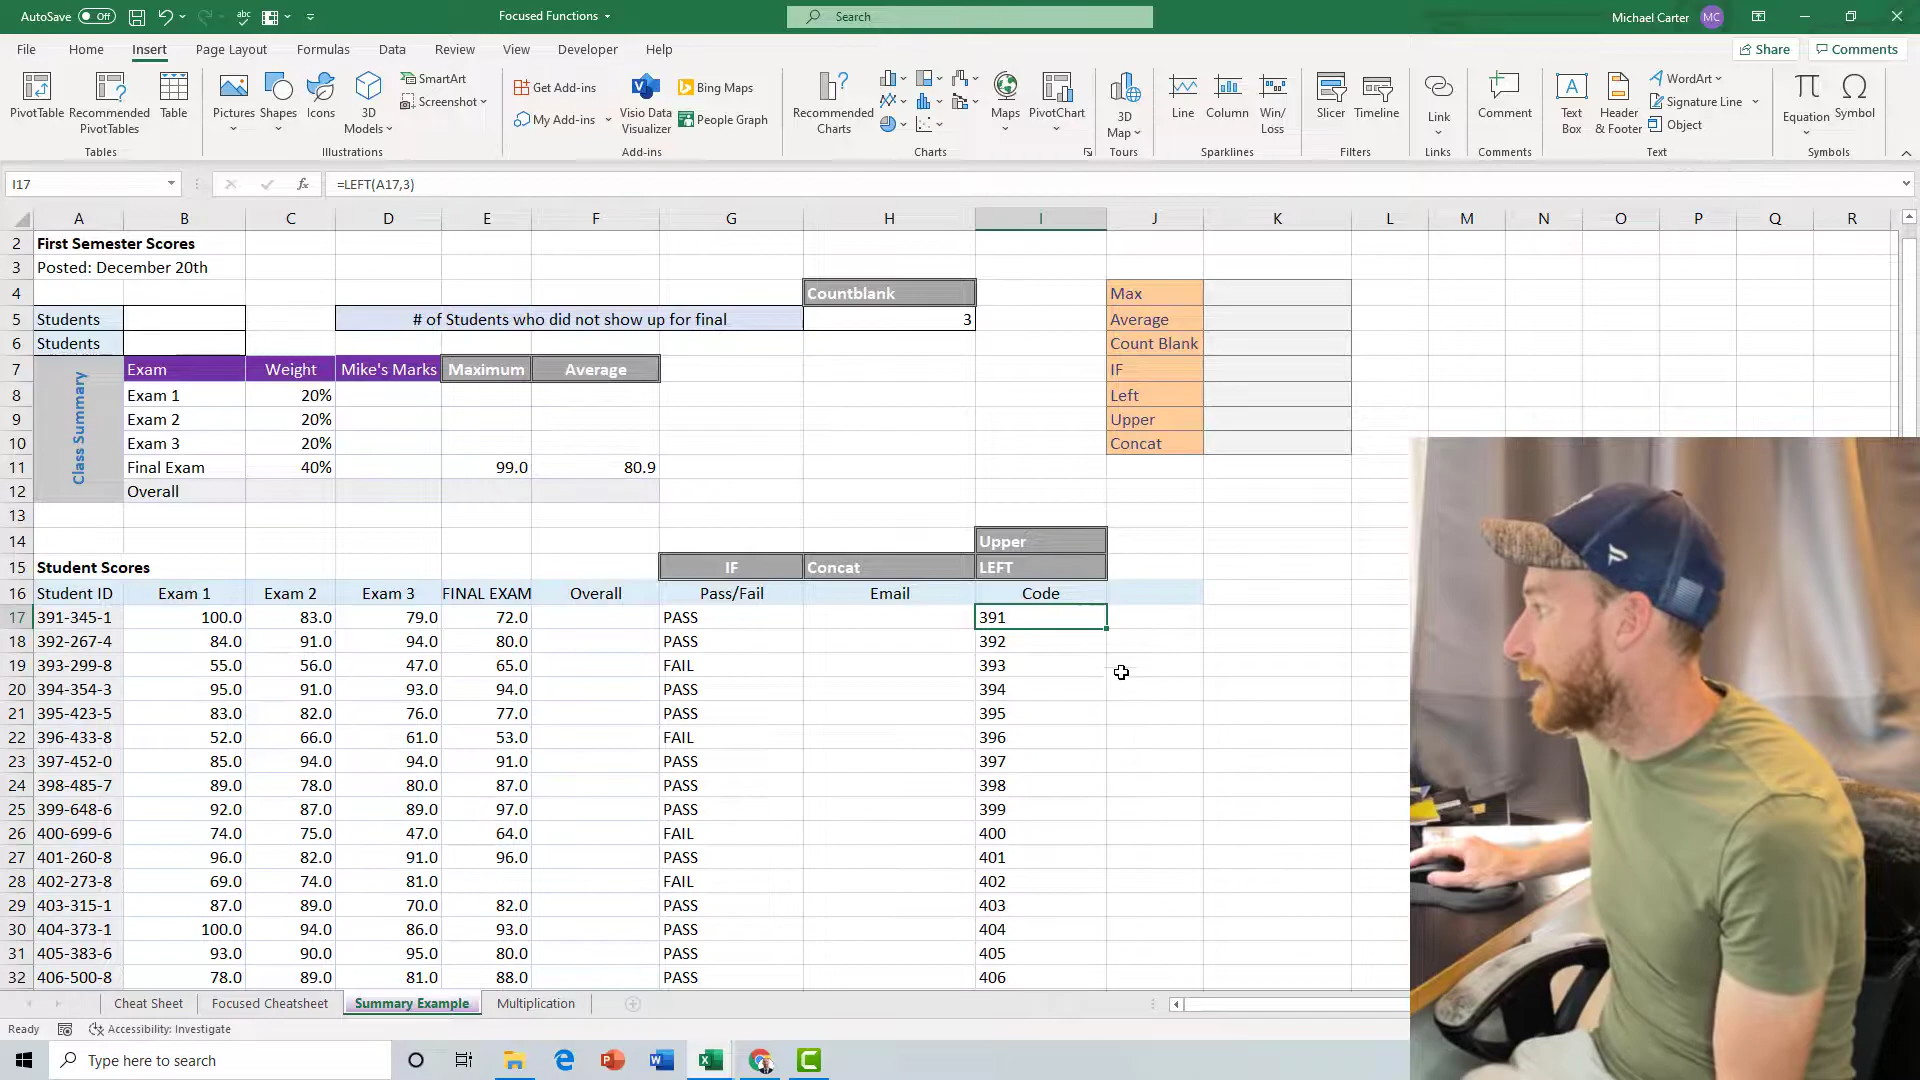 AutoSave Off abc Focused Functions Search Michael Carter MC
File Home Insert Page Layout Formulas Data Review View Developer Help Share Comments
PivotTable Recommended PivotTables Table Pictures Shapes Icons 3D Models SmartArt Screenshot Get Add-ins My Add-ins Visio Data Visualizer Bing Maps People Graph Recommended Charts Maps PivotChart 3D Map Line Column Win/Loss Slicer Timeline Link Comment Text Box Header & Footer WordArt Signature Line Object Equation Symbol
Tables Illustrations Add-ins Charts Tours Sparklines Filters Links Comments Text Symbols
I17 fx =LEFT(A17,3)
A B C D E F G H I J K L M N O P Q R
2 First Semester Scores
3 Posted: December 20th
4 Countblank Max
5 Students # of Students who did not show up for final 3 Average
6 Students Count Blank
7 Exam Weight Mike's Marks Maximum Average IF
Class Summary
8 Exam 1 20% Left
9 Exam 2 20% Upper
10 Exam 3 20% Concat
11 Final Exam 40% 99.0 80.9
12 Overall
13
14 Upper
15 Student Scores IF Concat LEFT
16 Student ID Exam 1 Exam 2 Exam 3 FINAL EXAM Overall Pass/Fail Email Code
17 391-345-1 100.0 83.0 79.0 72.0 PASS 391
18 392-267-4 84.0 91.0 94.0 80.0 PASS 392
19 393-299-8 55.0 56.0 47.0 65.0 FAIL 393
20 394-354-3 95.0 91.0 93.0 94.0 PASS 394
21 395-423-5 83.0 82.0 76.0 77.0 PASS 395
22 396-433-8 52.0 66.0 61.0 53.0 FAIL 396
23 397-452-0 85.0 94.0 94.0 91.0 PASS 397
24 398-485-7 89.0 78.0 80.0 87.0 PASS 398
25 399-648-6 92.0 87.0 89.0 97.0 PASS 399
26 400-699-6 74.0 75.0 47.0 64.0 FAIL 400
27 401-260-8 96.0 82.0 91.0 96.0 PASS 401
28 402-273-8 69.0 74.0 81.0 FAIL 402
29 403-315-1 87.0 89.0 70.0 82.0 PASS 403
30 404-373-1 100.0 94.0 86.0 93.0 PASS 404
31 405-383-6 93.0 90.0 95.0 80.0 PASS 405
32 406-500-8 78.0 89.0 81.0 88.0 PASS 406
Cheat Sheet Focused Cheatsheet Summary Example Multiplication
Ready Accessibility: Investigate
Type here to search